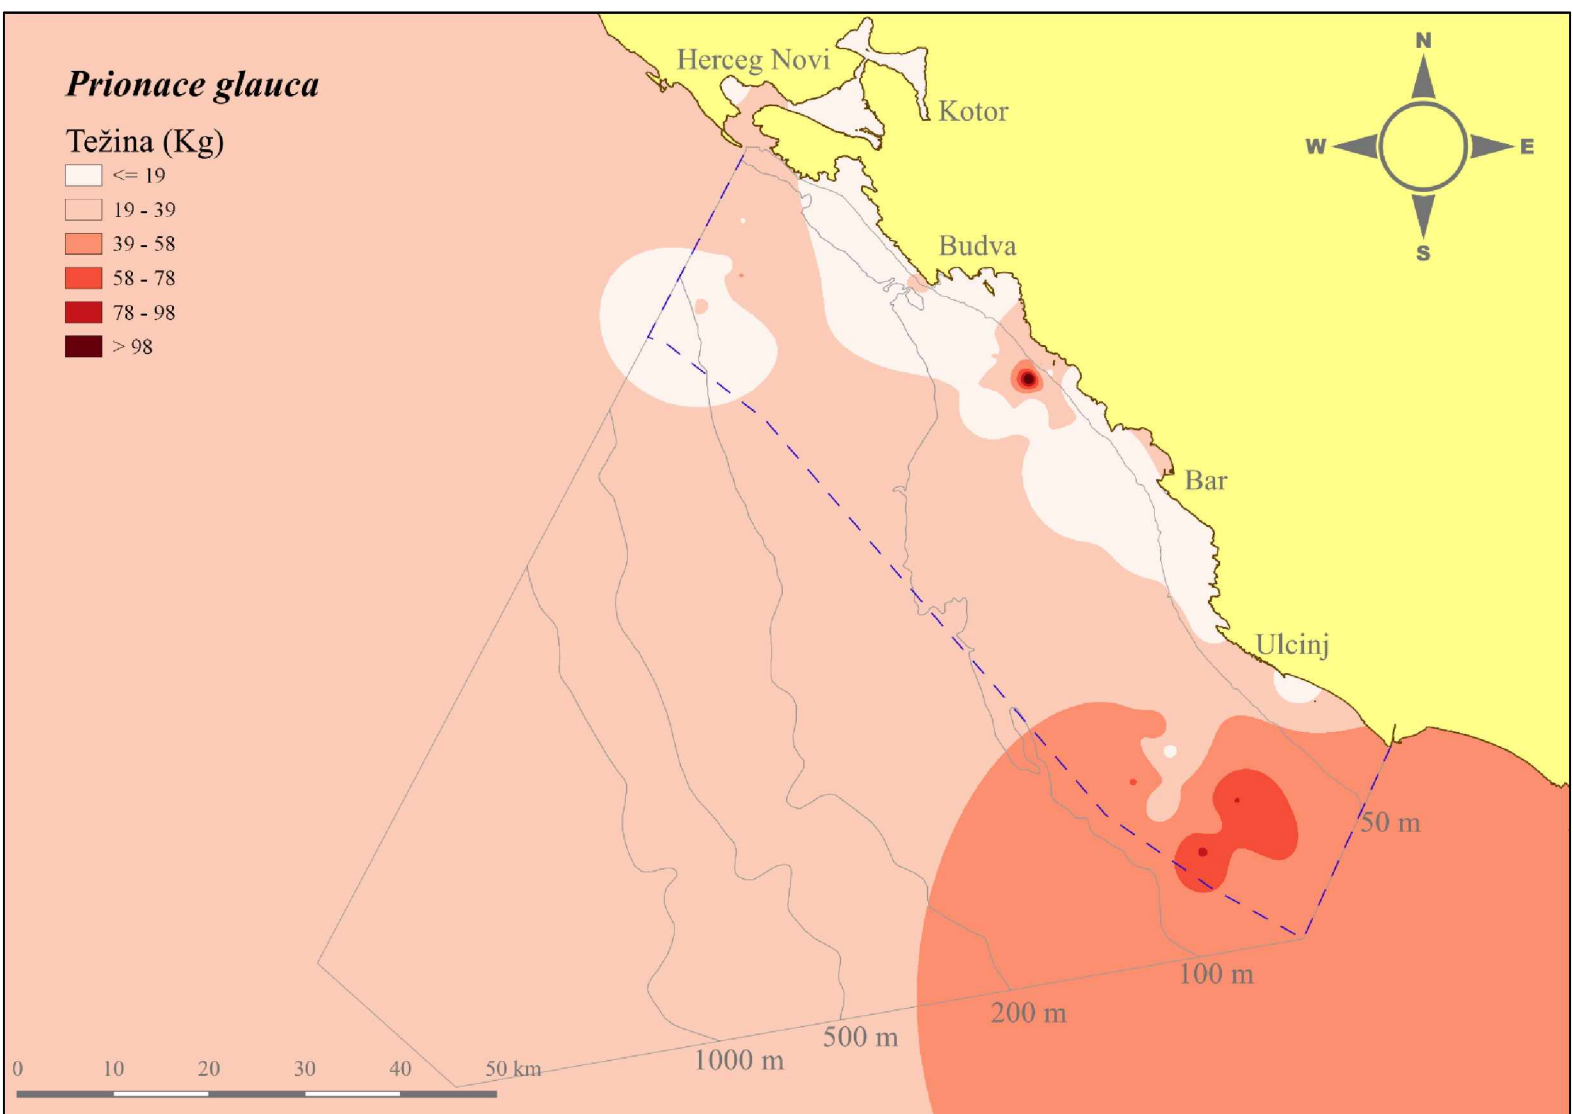 Prionace glauca
Težina (Kg)
<= 19
19 - 39
39 - 58
58 - 78
78 - 98
> 98
Herceg Novi
Kotor
Budva
Bar
Ulcinj
N
W
E
S
50 m
100 m
200 m
500 m
1000 m
0 10 20 30 40 50 km